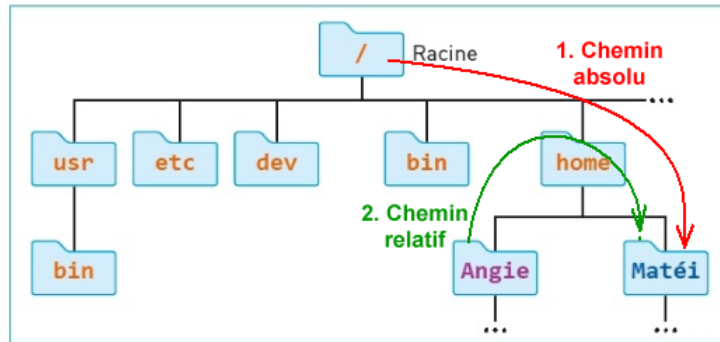 /
Racine
1. Chemin
absolu
...
usr
etc
dev
bin
home
2. Chemin
relatif
bin
Angie
Matéi
...
...